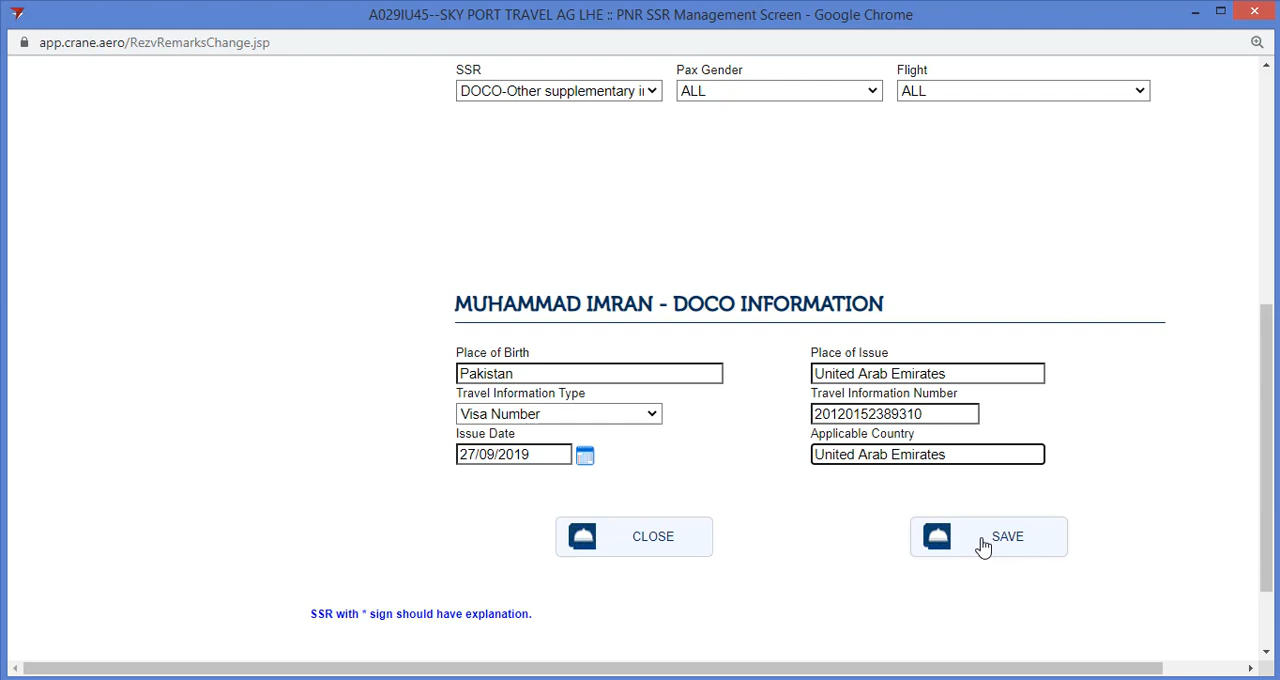 A029IU45--SKY PORT TRAVEL AG LHE :: PNR SSR Management Screen - Google Chrome
app.crane.aero/RezvRemarksChange.jsp
SSR Pax Gender Flight
DOCO-Other supplementary i ALL ALL
MUHAMMAD IMRAN - DOCO INFORMATION
Place of Birth Place of Issue
Pakistan United Arab Emirates
Travel Information Type Travel Information Number
Visa Number 20120152389310
Issue Date Applicable Country
27/09/2019 United Arab Emirates
CLOSE SAVE
SSR with * sign should have explanation.